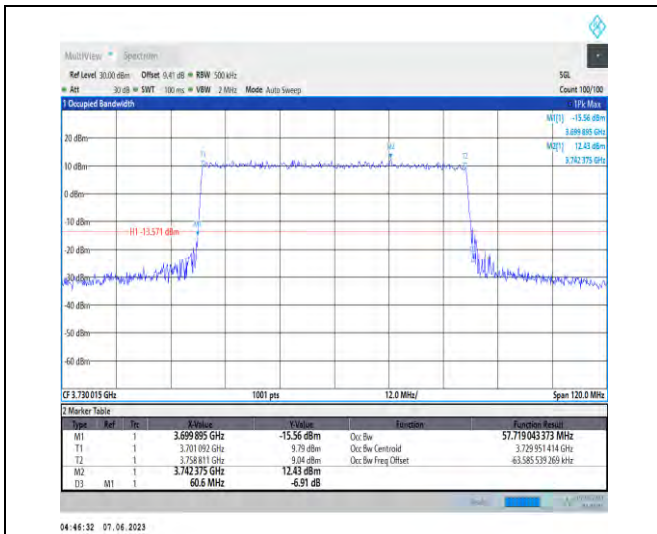 MultiView Spectrum
Ref Level 30.00 dBm Offset 9.41 dB RBW 500 kHz SGL
Att 30 dB SWT 100 ms VBW 2 MHz Mode Auto Sweep Count 100/100
1 Occupied Bandwidth 1Pk Max
M1[1] -15.56 dBm
3.699 895 GHz
M2[1] 12.43 dBm
3.742 375 GHz
20 dBm
10 dBm
0 dBm
-10 dBm
H1 -13.571 dBm
-20 dBm
-30 dBm
-40 dBm
-50 dBm
-60 dBm
M1
T1
M2
T2
CF 3.730 015 GHz 1001 pts 12.0 MHz/ Span 120.0 MHz
2 Marker Table
Type Ref Trc X-Value Y-Value Function Function Result
M1 1 3.699 895 GHz -15.56 dBm Occ Bw 57.719 043 373 MHz
T1 1 3.701 092 GHz 9.79 dBm Occ Bw Centroid 3.729 951 414 GHz
T2 1 3.758 811 GHz 9.04 dBm Occ Bw Freq Offset -63.585 539 269 kHz
M2 1 3.742 375 GHz 12.43 dBm
D3 M1 1 60.6 MHz -6.91 dB
04:46:32 07.06.2023